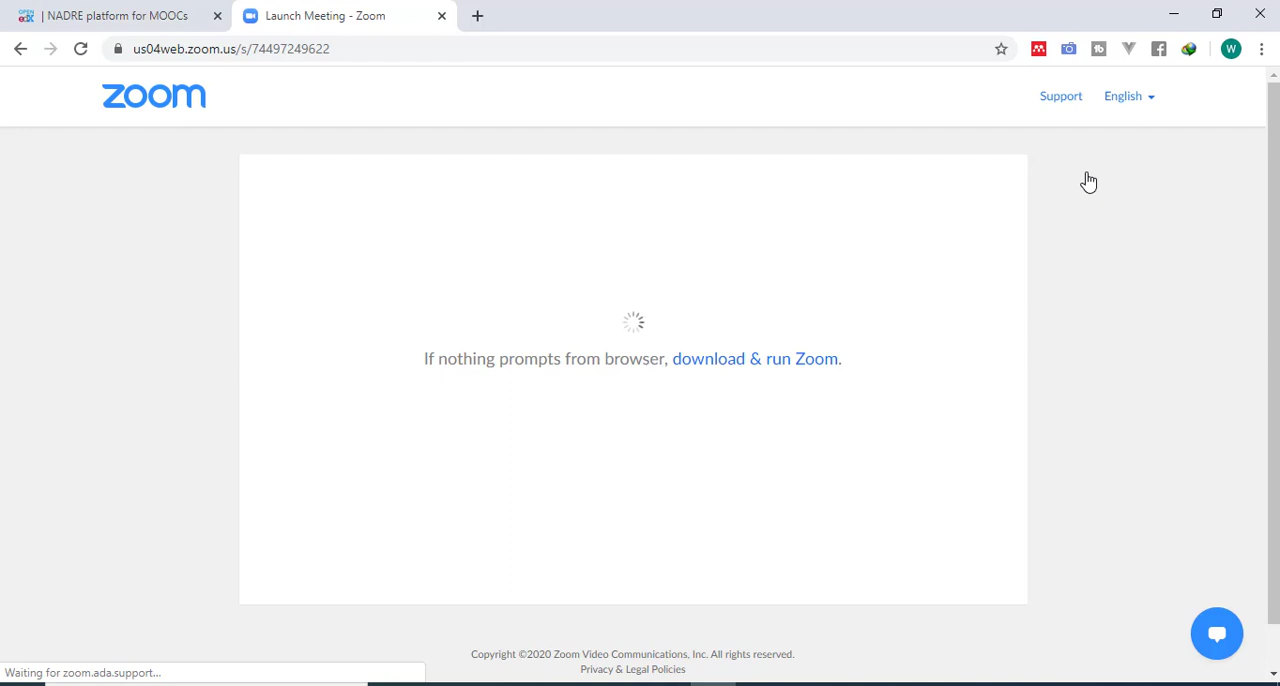 | NADRE platform for MOOCs
Launch Meeting - Zoom
us04web.zoom.us/s/74497249622
W
zoom
Support
English
If nothing prompts from browser, download & run Zoom.
Copyright ©2020 Zoom Video Communications, Inc. All rights reserved.
Privacy & Legal Policies
Waiting for zoom.ada.support...